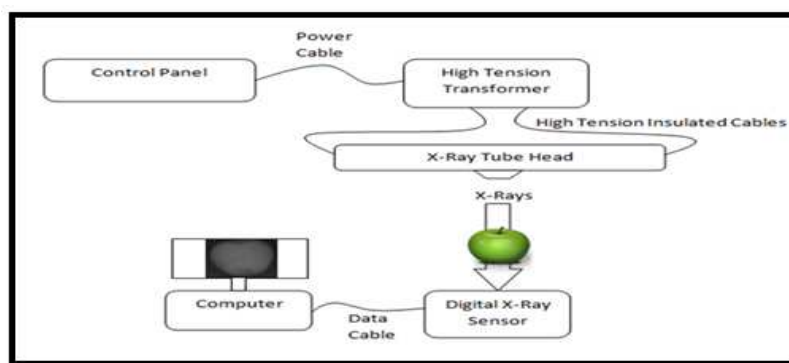 Power
Cable
Control Panel
High Tension
Transformer
High Tension Insulated Cables
X-Ray Tube Head
X-Rays
Computer
Data
Cable
Digital X-Ray
Sensor